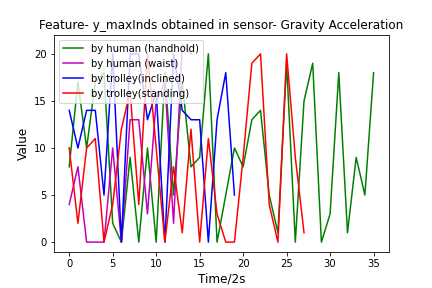 Feature- y_maxInds obtained in sensor- Gravity Acceleration
by human (handhold)
by human (waist)
by trolley(inclined)
by trolley(standing)
Value
20
15
10
5
0
0 5 10 15 20 25 30 35
Time/2s